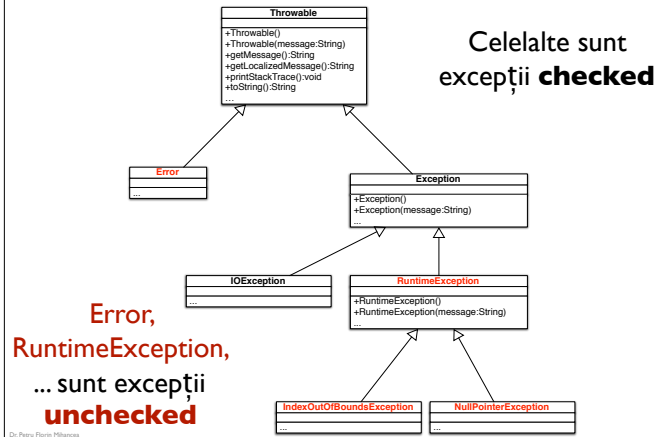 Throwable
+Throwable()
+Throwable(message:String)
+getMessage():String
+getLocalizedMessage():String
+printStackTrace():void
+toString():String
...
Celelalte sunt
excepții checked
Error
...
Exception
+Exception()
+Exception(message:String)
...
IOException
...
RuntimeException
+RuntimeException()
+RuntimeException(message:String)
...
Error,
RuntimeException,
... sunt excepții
unchecked
IndexOutOfBoundsException
...
NullPointerException
...
Dr. Petru Florin Mihancea